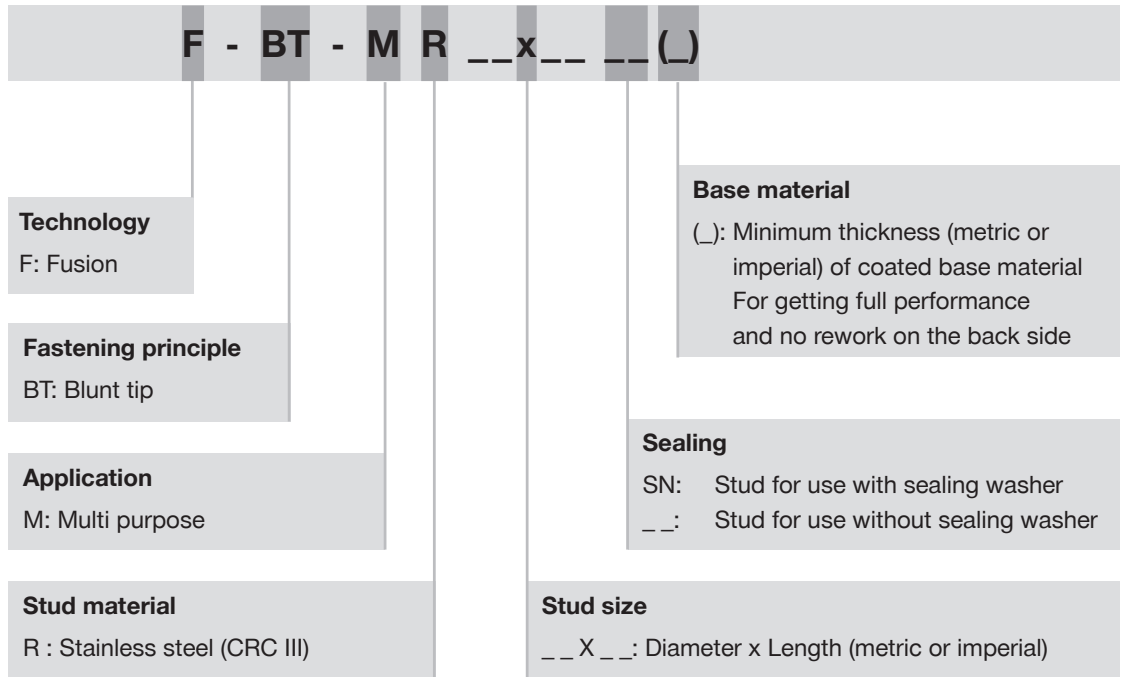 F - BT - M R __x__ __ (_)
Technology
F: Fusion
Fastening principle
BT: Blunt tip
Application
M: Multi purpose
Stud material
R : Stainless steel (CRC III)
Base material
(_): Minimum thickness (metric or
imperial) of coated base material
For getting full performance
and no rework on the back side
Sealing
SN: Stud for use with sealing washer
_ _: Stud for use without sealing washer
Stud size
_ _ X _ _: Diameter x Length (metric or imperial)